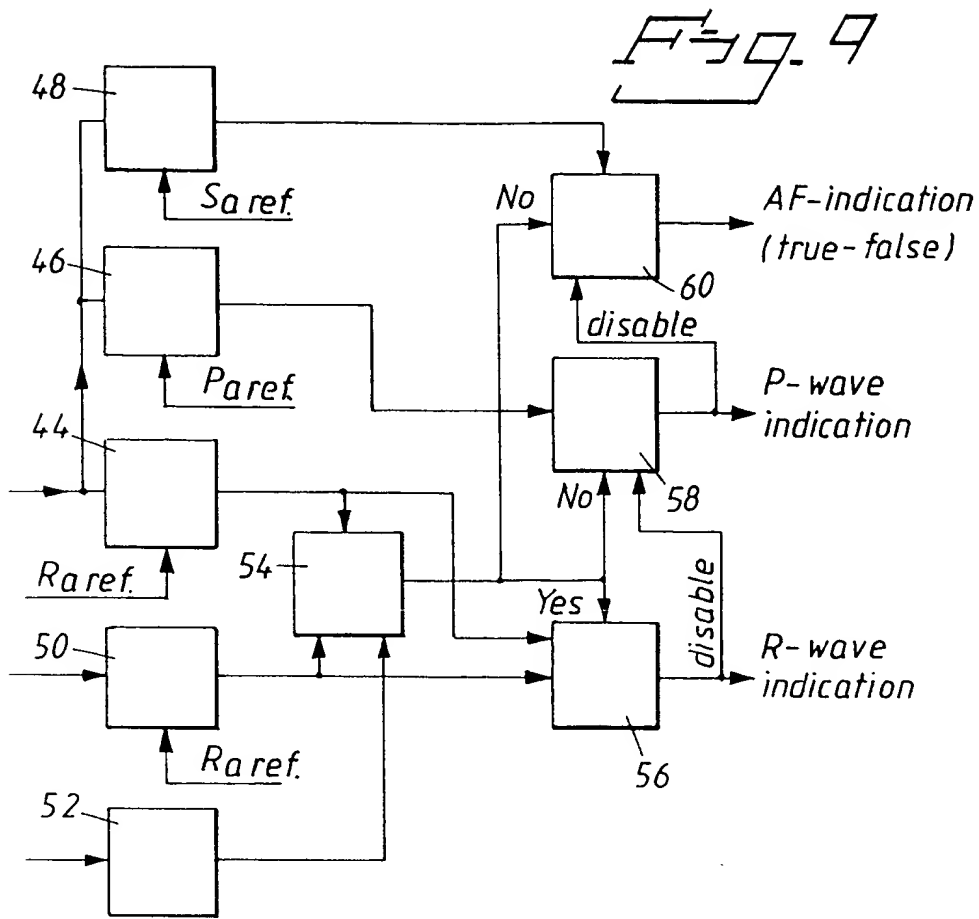 Fig. 9
48
Sa ref.
No
AF-indication
(true-false)
46
60
disable
Pa ref.
P-wave
indication
44
58
No
Ra ref.
54
Yes
disable
50
R-wave
indication
Ra ref.
56
52